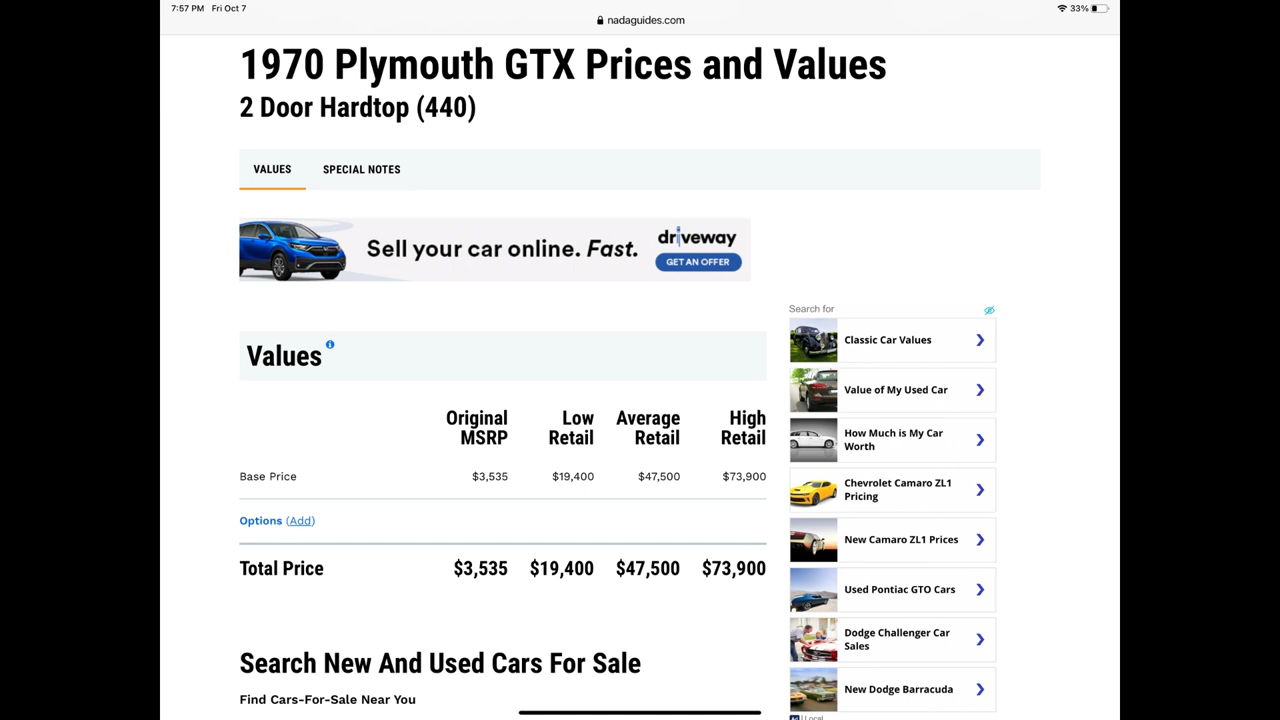 7:57 PM Fri Oct 7
33%
nadaguides.com
1970 Plymouth GTX Prices and Values
2 Door Hardtop (440)
VALUES SPECIAL NOTES
Sell your car online. Fast.
driveway
GET AN OFFER
Search for
Classic Car Values
Value of My Used Car
How Much is My Car
Worth
Chevrolet Camaro ZL1
Pricing
New Camaro ZL1 Prices
Used Pontiac GTO Cars
Dodge Challenger Car
Sales
New Dodge Barracuda
Ad | Local
Values
Original Low Average High
MSRP Retail Retail Retail
Base Price $3,535 $19,400 $47,500 $73,900
Options (Add)
Total Price $3,535 $19,400 $47,500 $73,900
Search New And Used Cars For Sale
Find Cars-For-Sale Near You